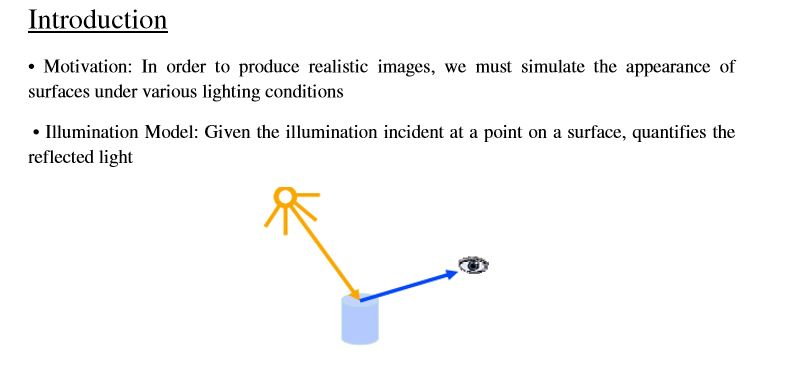 Introduction
• Motivation: In order to produce realistic images, we must simulate the appearance of
surfaces under various lighting conditions
• Illumination Model: Given the illumination incident at a point on a surface, quantifies the
reflected light